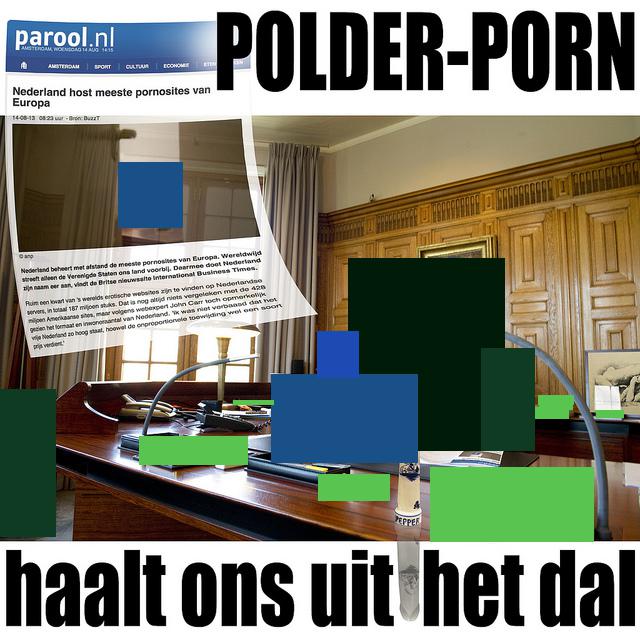 POLDER-PORN
parool.nl
AMSTERDAM, WOENSDAG 14 AUG 14:15
AMSTERDAM SPORT CULTUUR ECONOMIE
Nederland host meeste pornosites van
Europa
14-08-13 08:23 uur - Bron: BuzzT
© anp
Nederland beheert met afstand de meeste pornosites van Europa. Wereldwijd
streeft alleen de Verenigde Staten ons land voorbij. Daarmee doet Nederland
zijn naam eer aan, vindt de Britse nieuwssite International Business Times.
Ruim een kwart van 's werelds erotische websites zijn te vinden op Nederlandse
servers, in totaal 187 miljoen stuks. Dat is nog altijd niets vergeleken met de 428
miljoen Amerikaanse sites, maar volgens webexpert John Carr toch opmerkelijk
gezien het formaat en inwonoraantal van Nederland. 'Ik was niet verbaasd dat het
vrije Nederland zo hoog staat, hoewel de onproportionele toewijding wel een soort
prijs verdient.'
PEPPER
haalt ons uit het dal